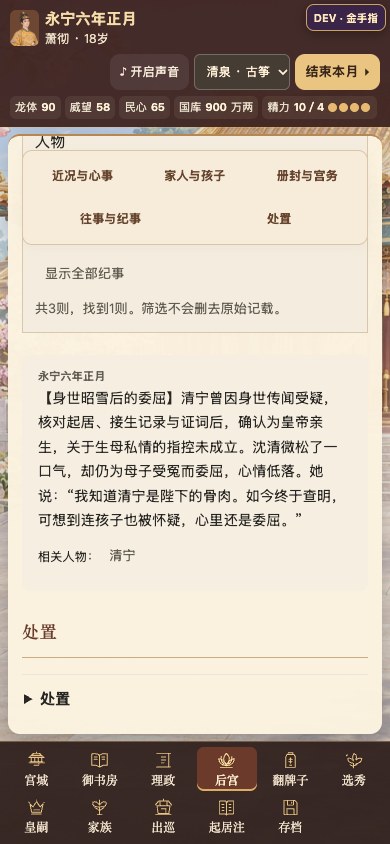 永宁六年正月
萧彻 · 18岁
DEV · 金手指
♪ 开启声音
清泉 · 古筝
结束本月
龙体 90
威望 58
民心 65
国库 900 万两
精力 10 / 4
人物
近况与心事
家人与孩子
册封与宫务
往事与纪事
处置
显示全部纪事
共3则，找到1则。筛选不会删去原始记载。
永宁六年正月
【身世昭雪后的委屈】清宁曾因身世传闻受疑，
核对起居、接生记录与证词后，确认为皇帝亲
生，关于生母私情的指控未成立。沈清微松了一
口气，却仍为母子受冤而委屈，心情低落。她
说：“我知道清宁是陛下的骨肉。如今终于查明，
可想到连孩子也被怀疑，心里还是委屈。”
相关人物： 清宁
处置
▶ 处置
宫城
御书房
理政
后宫
翻牌子
选秀
皇嗣
家族
出巡
起居注
存档